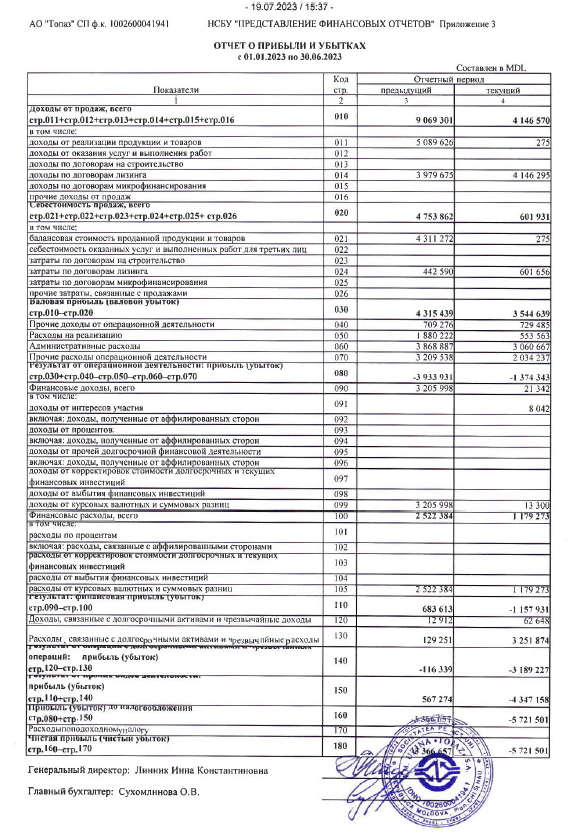 - 19.07.2023 / 15:37 -
АО "Топаз" СП ф.к. 1002600041941 НСБУ "ПРЕДСТАВЛЕНИЕ ФИНАНСОВЫХ ОТЧЕТОВ" Приложение 3
ОТЧЕТ О ПРИБЫЛИ И УБЫТКАХ
с 01.01.2023 по 30.06.2023
Составлен в MDL
Показатели Код стр. Отчетный период
предыдущий текущий
1 2 3 4
Доходы от продаж, всего
стр.011+стр.012+стр.013+стр.014+стр.015+стр.016 010 9 069 301 4 146 570
в том числе:
доходы от реализации продукции и товаров 011 5 089 626 275
доходы от оказания услуг и выполнения работ 012
доходы по договорам на строительство 013
доходы по договорам лизинга 014 3 979 675 4 146 295
доходы по договорам микрофинансирования 015
прочие доходы от продаж 016
Себестоимость продаж, всего
стр.021+стр.022+стр.023+стр.024+стр.025+ стр.026 020 4 753 862 601 931
в том числе:
балансовая стоимость проданной продукции и товаров 021 4 311 272 275
себестоимость оказанных услуг и выполненных работ для третьих лиц 022
затраты по договорам на строительство 023
затраты по договорам лизинга 024 442 590 601 656
затраты по договорам микрофинансирования 025
прочие затраты, связанные с продажами 026
Валовая прибыль (валовой убыток)
стр.010–стр.020 030 4 315 439 3 544 639
Прочие доходы от операционной деятельности 040 709 276 729 485
Расходы на реализацию 050 1 880 222 553 563
Административные расходы 060 3 868 887 3 060 667
Прочие расходы операционной деятельности 070 3 209 538 2 034 237
Результат от операционной деятельности: прибыль (убыток)
стр.030+стр.040–стр.050–стр.060–стр.070 080 -3 933 931 -1 374 343
Финансовые доходы, всего 090 3 205 998 21 342
в том числе:
доходы от интересов участия 091 8 042
включая: доходы, полученные от аффилированных сторон 092
доходы от процентов: 093
включая: доходы, полученные от аффилированных сторон 094
доходы от прочей долгосрочной финансовой деятельности 095
включая: доходы, полученные от аффилированных сторон 096
доходы от корректировок стоимости долгосрочных и текущих
финансовых инвестиций 097
доходы от выбытия финансовых инвестиций 098
доходы от курсовых валютных и суммовых разниц 099 3 205 998 13 300
Финансовые расходы, всего 100 2 522 384 1 179 273
в том числе:
расходы по процентам 101
включая: расходы, связанные с аффилированными сторонами 102
расходы от корректировок стоимости долгосрочных и текущих
финансовых инвестиций 103
расходы от выбытия финансовых инвестиций 104
расходы от курсовых валютных и суммовых разниц 105 2 522 384 1 179 273
Результат: финансовая прибыль (убыток)
стр.090–стр.100 110 683 613 -1 157 931
Доходы, связанные с долгосрочными активами и чрезвычайные доходы 120 12 912 62 648
Расходы , связанные с долгосрочными активами и чрезвычайные расходы 130 129 251 3 251 874
Результат от операций с долгосрочными активами и чрезвычайных
операций: прибыль (убыток)
стр.120–стр.130 140 -116 339 -3 189 227
Результат от прочих видов деятельности:
прибыль (убыток)
стр.110+стр.140 150 567 274 -4 347 158
Прибыль (убыток) до налогообложения
стр.080+стр.150 160 -3 366 657 -5 721 501
Расходыпоподоходномуналогу 170
Чистая прибыль (чистый убыток)
стр.160–стр.170 180 -3 366 657 -5 721 501
Генеральный директор: Линник Инна Константиновна
Главный бухгалтер: Сухомлинова О.В.